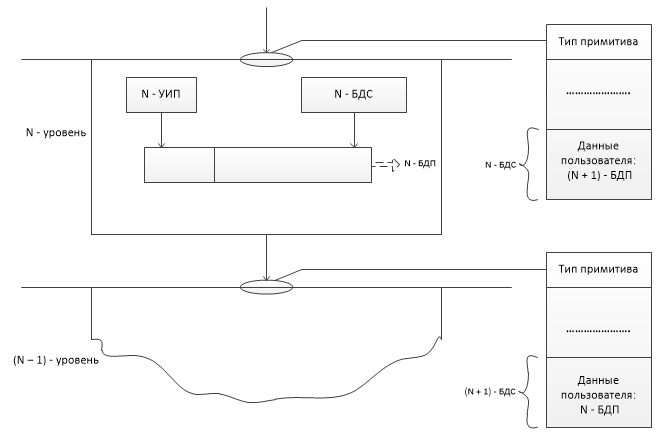 Тип примитива
N - УИП
N - БДС
.......................
N - уровень
N - БДП
N - БДС
Данные
пользователя:
(N + 1) - БДП
Тип примитива
.......................
(N – 1) - уровень
(N + 1) - БДС
Данные
пользователя:
N - БДП